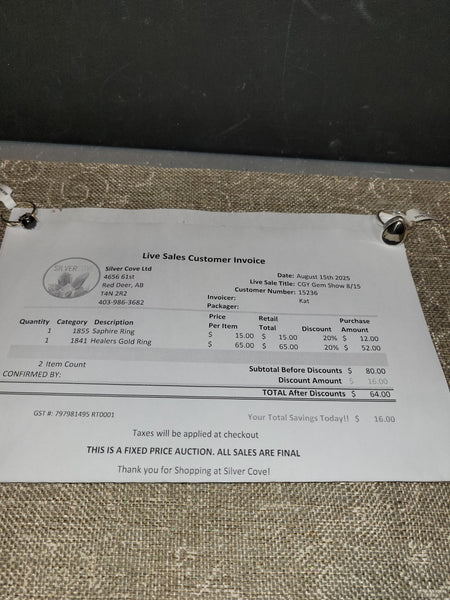 Live Sales Customer Invoice
SILVER
Silver Cove Ltd
4656 61st
Red Deer, AB
T4N 2R2
403-986-3682
Date: August 15th 2025
Live Sale Title: CGY Gem Show 8/15
Customer Number: 15236
Invoicer: Kat
Packager:
Quantity Category Description Price Per Item Retail Total Discount Purchase Amount
1 1855 Saphire Ring $ 15.00 $ 15.00 20% $ 12.00
1 1841 Healers Gold Ring $ 65.00 $ 65.00 20% $ 52.00
2 Item Count
Subtotal Before Discounts $ 80.00
CONFIRMED BY:
Discount Amount $ 16.00
TOTAL After Discounts $ 64.00
GST #: 797981495 RT0001
Your Total Savings Today!! $ 16.00
Taxes will be applied at checkout
THIS IS A FIXED PRICE AUCTION. ALL SALES ARE FINAL
Thank you for Shopping at Silver Cove!